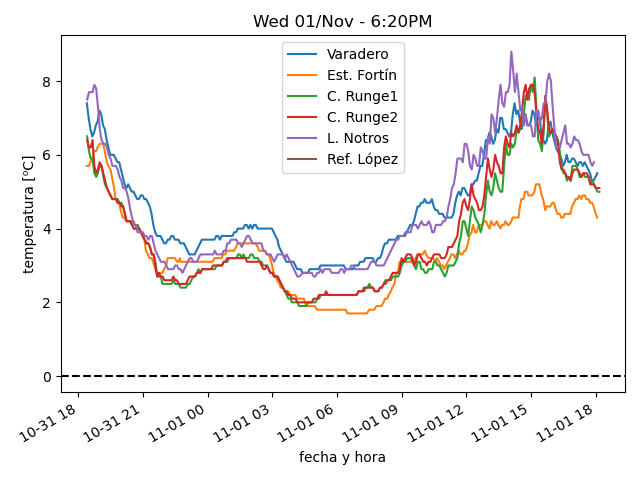 Wed 01/Nov - 6:20PM
Varadero
Est. Fortín
C. Runge1
C. Runge2
L. Notros
Ref. López
temperatura [ºC]
8
6
4
2
0
10-31 18
10-31 21
11-01 00
11-01 03
11-01 06
11-01 09
11-01 12
11-01 15
11-01 18
fecha y hora